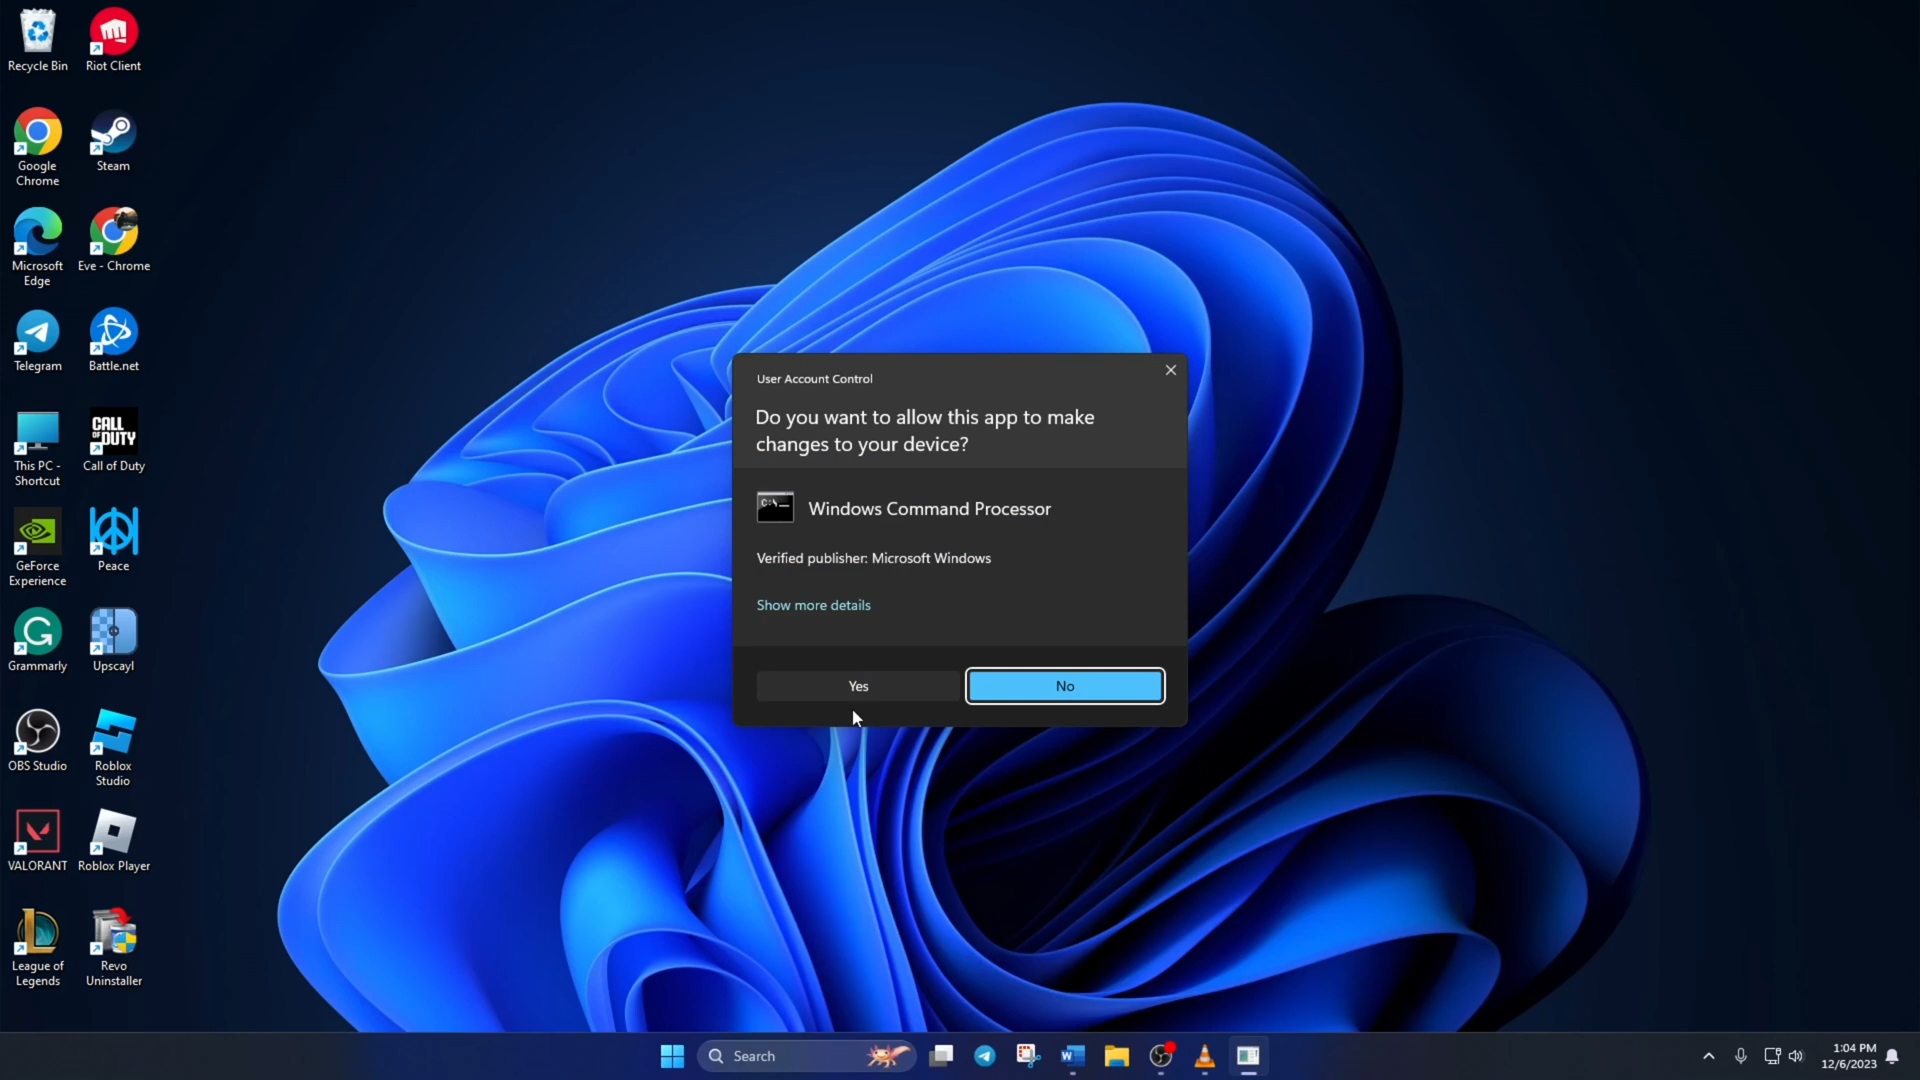 Recycle Bin
Riot Client
Google
Chrome
Steam
Microsoft
Edge
Eve - Chrome
Telegram
Battle.net
This PC -
Shortcut
CALL
OF DUTY
Call of Duty
GeForce
Experience
Peace
Grammarly
Upscayl
OBS Studio
Roblox
Studio
VALORANT
Roblox Player
League of
Legends
Revo
Uninstaller
User Account Control
Do you want to allow this app to make
changes to your device?
C:\
Windows Command Processor
Verified publisher: Microsoft Windows
Show more details
Yes
No
Search
1:04 PM
12/6/2023